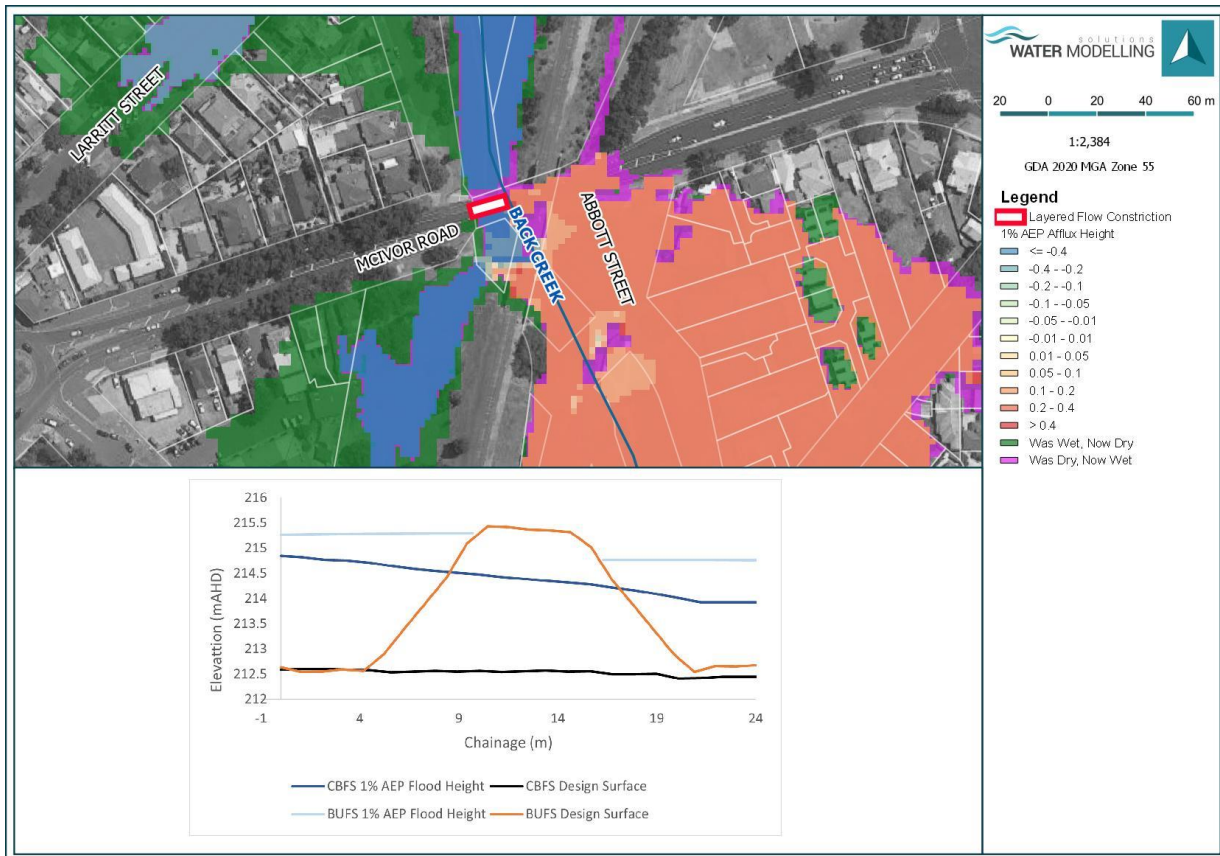 LARRITT STREET
MCIVOR ROAD
BACK CREEK
ABBOTT STREET
solutions
WATER MODELLING
20 0 20 40 60 m
1:2,384
GDA 2020 MGA Zone 55
Legend
Layered Flow Constriction
1% AEP Afflux Height
<= -0.4
-0.4 - -0.2
-0.2 - -0.1
-0.1 - -0.05
-0.05 - -0.01
-0.01 - 0.01
0.01 - 0.05
0.05 - 0.1
0.1 - 0.2
0.2 - 0.4
> 0.4
Was Wet, Now Dry
Was Dry, Now Wet
216
215.5
215
214.5
214
213.5
213
212.5
212
Elevattion (mAHD)
-1 4 9 14 19 24
Chainage (m)
CBFS 1% AEP Flood Height CBFS Design Surface
BUFS 1% AEP Flood Height BUFS Design Surface